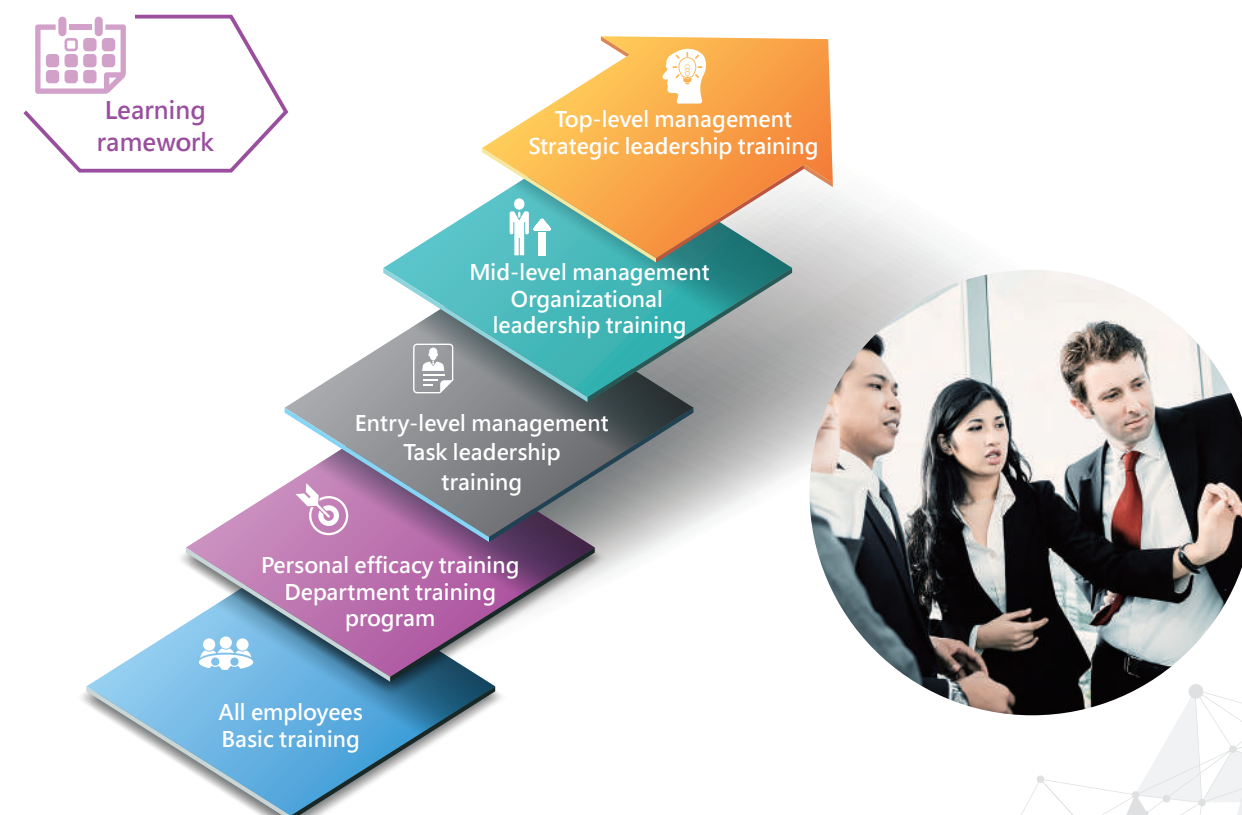 Learning
ramework
Top-level management
Strategic leadership training
Mid-level management
Organizational
leadership training
Entry-level management
Task leadership
training
Personal efficacy training
Department training
program
All employees
Basic training